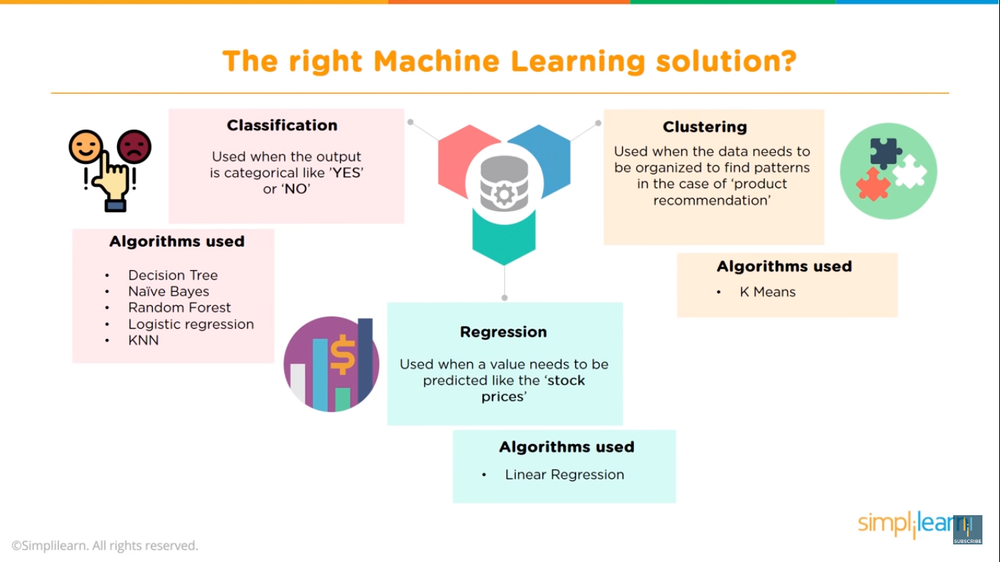 The right Machine Learning solution?
Classification
Used when the output
is categorical like ’YES’
or ‘NO’
Algorithms used
• Decision Tree
• Naïve Bayes
• Random Forest
• Logistic regression
• KNN
Clustering
Used when the data needs to
be organized to find patterns
in the case of ‘product
recommendation’
Algorithms used
• K Means
$
Regression
Used when a value needs to be
predicted like the ‘stock
prices’
Algorithms used
• Linear Regression
©Simplilearn. All rights reserved.
simplilearn
SUBSCRIBE